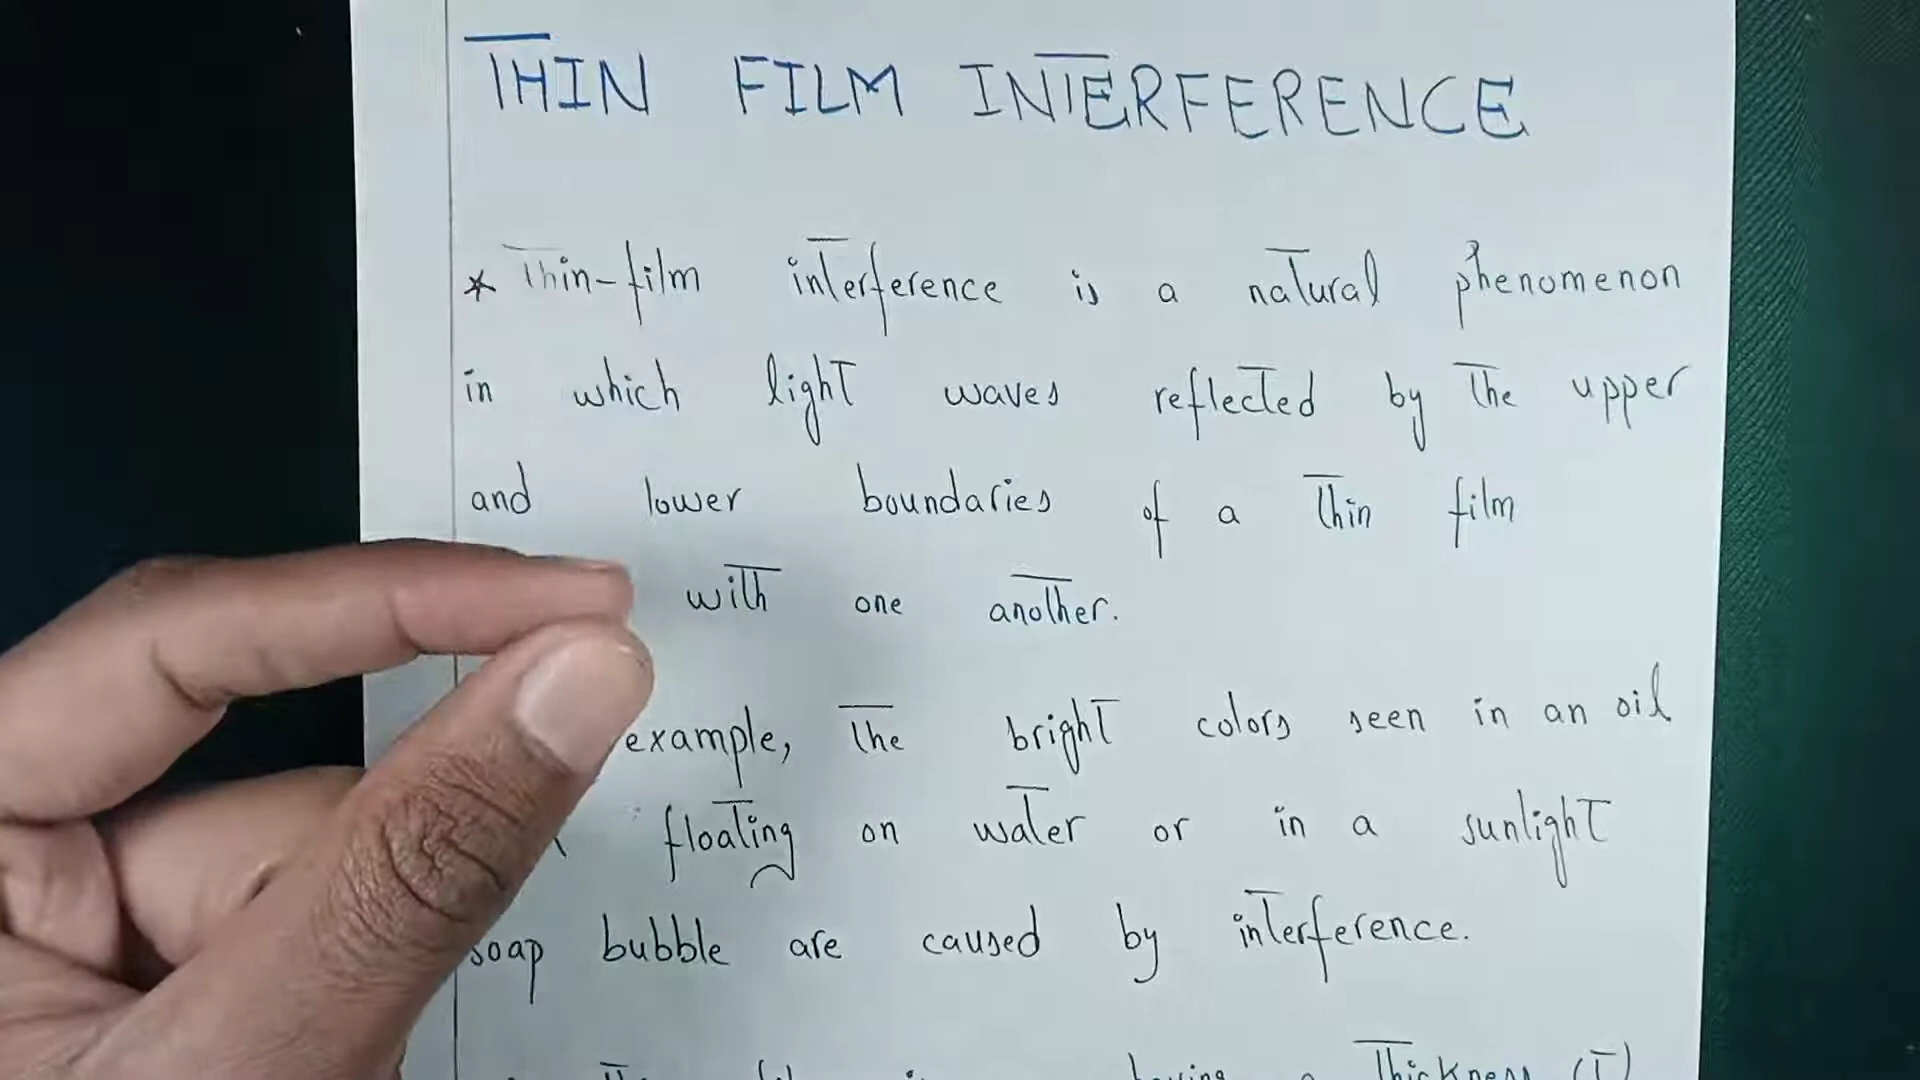 THIN FILM INTERFERENCE
* Thin-film interference is a natural phenomenon
in which light waves reflected by the upper
and lower boundaries of a thin film
with one another.
example, the bright colors seen in an oil
floating on water or in a sunlight
soap bubble are caused by interference.
having a thickness (T)